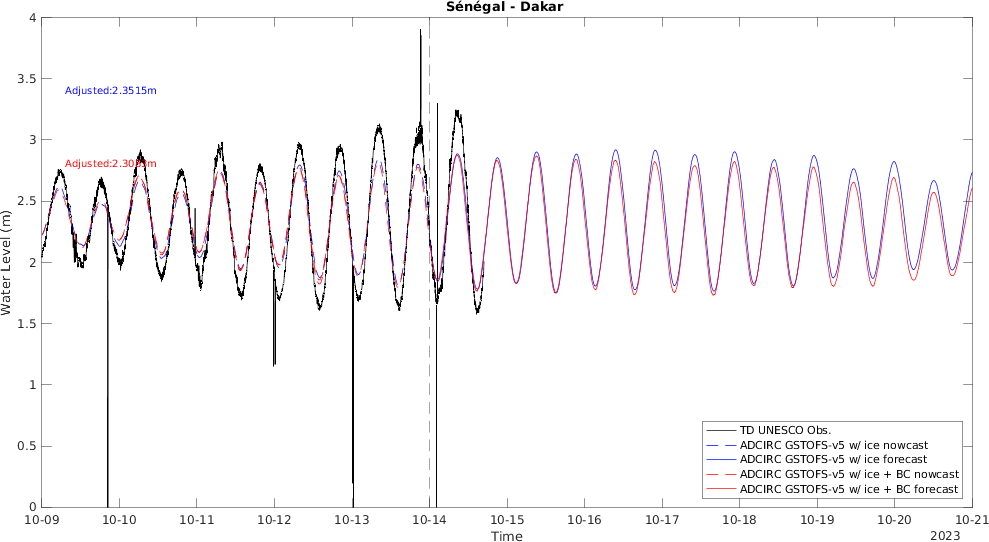 Sénégal - Dakar
4
3.5
3
2.5
2
1.5
1
0.5
0
Water Level (m)
Adjusted:2.3515m
TD UNESCO Obs.
ADCIRC GSTOFS-v5 w/ ice nowcast
ADCIRC GSTOFS-v5 w/ ice forecast
ADCIRC GSTOFS-v5 w/ ice + BC nowcast
ADCIRC GSTOFS-v5 w/ ice + BC forecast
10-09 10-10 10-11 10-12 10-13 10-14 10-15 10-16 10-17 10-18 10-19 10-20 10-21
Time
2023